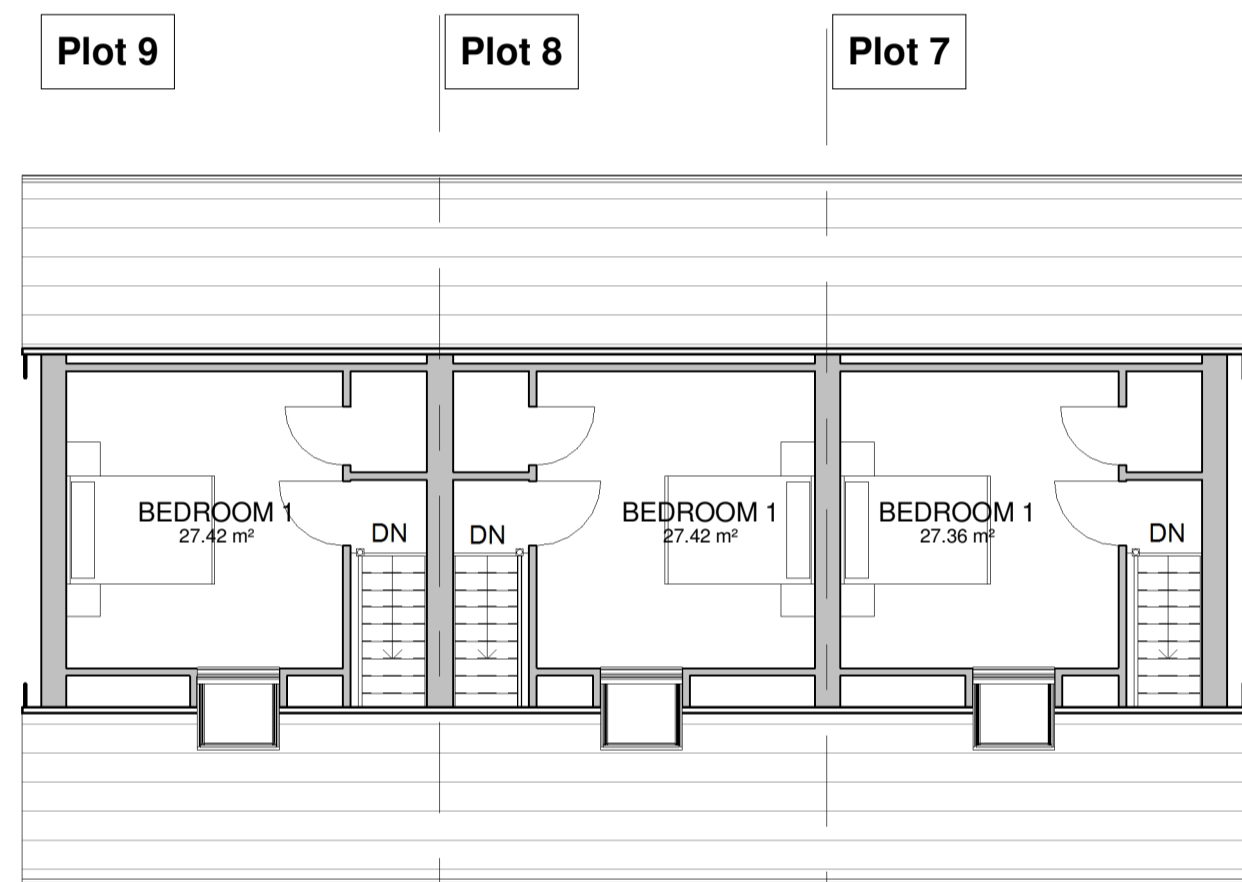 Plot 9
Plot 8
Plot 7
BEDROOM 1
27.42 m²
DN
DN
BEDROOM 1
27.42 m²
BEDROOM 1
27.36 m²
DN